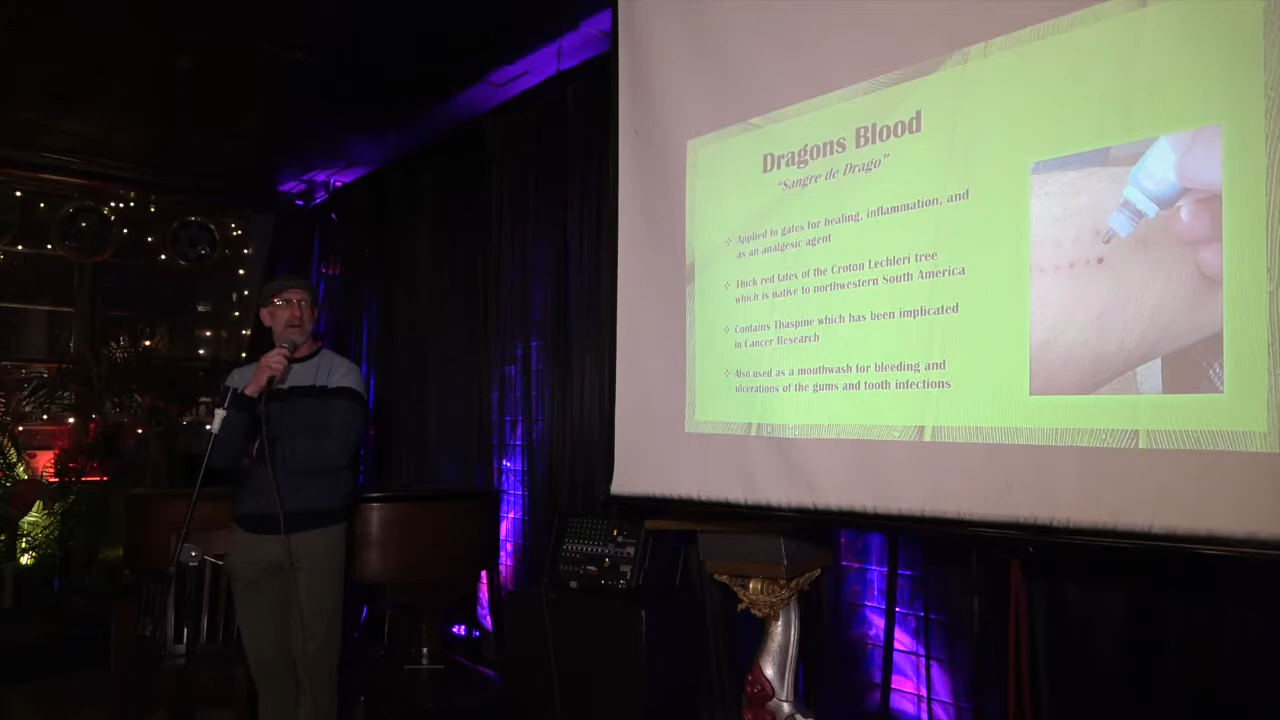 Dragons Blood
"Sangre de Drago"
❖ Applied to gates for healing, inflammation, and
as an analgesic agent
❖ Thick red latex of the Croton Lechleri tree
which is native to northwestern South America
❖ Contains Thaspine which has been implicated
in Cancer Research
❖ Also used as a mouthwash for bleeding and
ulcerations of the gums and tooth infections